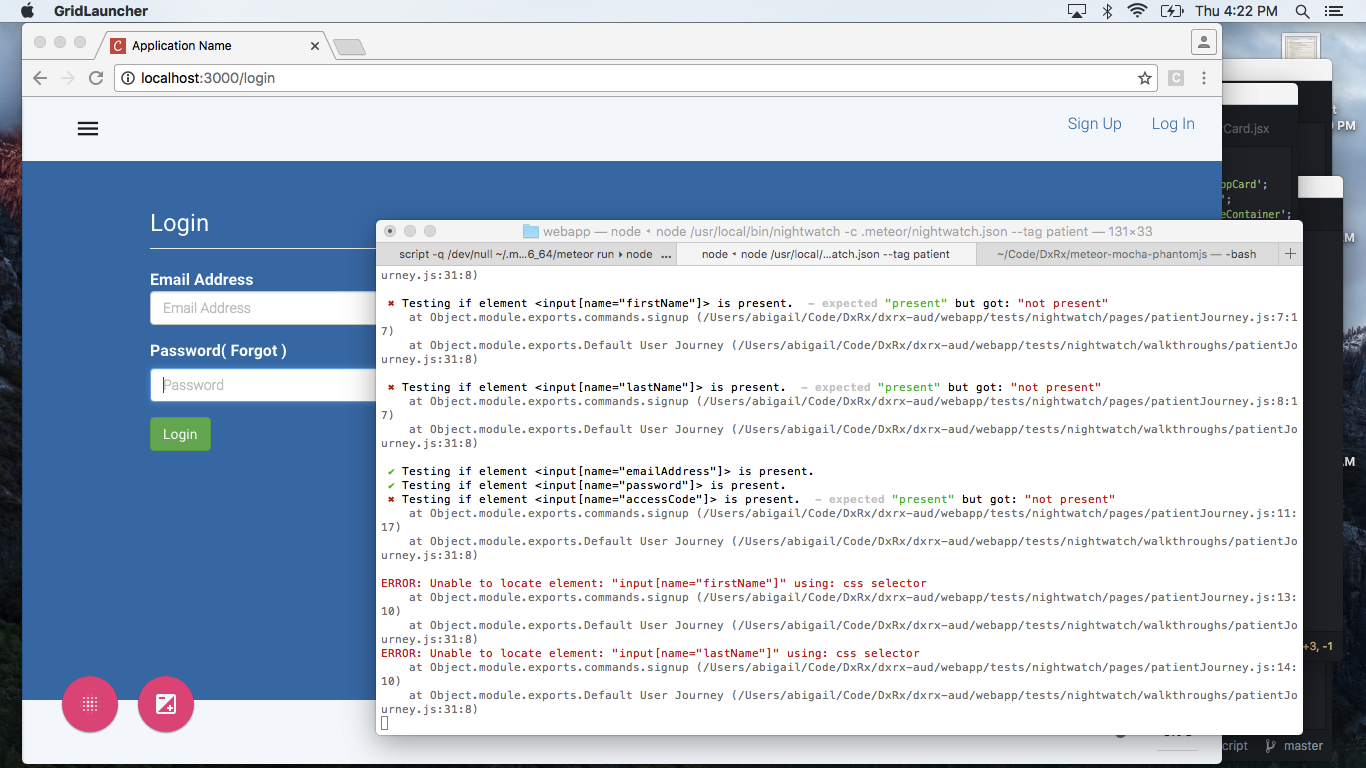 GridLauncher
Thu 4:22 PM
Application Name
localhost:3000/login
Sign Up
Log In
Login
Email Address
Email Address
Password( Forgot )
Password
Login
webapp — node • node /usr/local/bin/nightwatch -c .meteor/nightwatch.json --tag patient — 131×33
script -q /dev/null ~/.m...6_64/meteor run ▸ node ...
node • node /usr/local/...atch.json --tag patient
~/Code/DxRx/meteor-mocha-phantomjs — -bash
urney.js:31:8)
✖ Testing if element <input[name="firstName"]> is present.  – expected "present" but got: "not present"
at Object.module.exports.commands.signup (/Users/abigail/Code/DxRx/dxrx-aud/webapp/tests/nightwatch/pages/patientJourney.js:7:1
7)
at Object.module.exports.Default User Journey (/Users/abigail/Code/DxRx/dxrx-aud/webapp/tests/nightwatch/walkthroughs/patientJo
urney.js:31:8)
✖ Testing if element <input[name="lastName"]> is present.  – expected "present" but got: "not present"
at Object.module.exports.commands.signup (/Users/abigail/Code/DxRx/dxrx-aud/webapp/tests/nightwatch/pages/patientJourney.js:8:1
7)
at Object.module.exports.Default User Journey (/Users/abigail/Code/DxRx/dxrx-aud/webapp/tests/nightwatch/walkthroughs/patientJo
urney.js:31:8)
✔ Testing if element <input[name="emailAddress"]> is present.
✔ Testing if element <input[name="password"]> is present.
✖ Testing if element <input[name="accessCode"]> is present.  – expected "present" but got: "not present"
at Object.module.exports.commands.signup (/Users/abigail/Code/DxRx/dxrx-aud/webapp/tests/nightwatch/pages/patientJourney.js:11:
17)
at Object.module.exports.Default User Journey (/Users/abigail/Code/DxRx/dxrx-aud/webapp/tests/nightwatch/walkthroughs/patientJo
urney.js:31:8)
ERROR: Unable to locate element: "input[name="firstName"]" using: css selector
at Object.module.exports.commands.signup (/Users/abigail/Code/DxRx/dxrx-aud/webapp/tests/nightwatch/pages/patientJourney.js:13:
10)
at Object.module.exports.Default User Journey (/Users/abigail/Code/DxRx/dxrx-aud/webapp/tests/nightwatch/walkthroughs/patientJo
urney.js:31:8)
ERROR: Unable to locate element: "input[name="lastName"]" using: css selector
at Object.module.exports.commands.signup (/Users/abigail/Code/DxRx/dxrx-aud/webapp/tests/nightwatch/pages/patientJourney.js:14:
10)
at Object.module.exports.Default User Journey (/Users/abigail/Code/DxRx/dxrx-aud/webapp/tests/nightwatch/walkthroughs/patientJo
urney.js:31:8)
Card.jsx
ppCard';
';
eContainer';
PM
+3, -1
cript
master